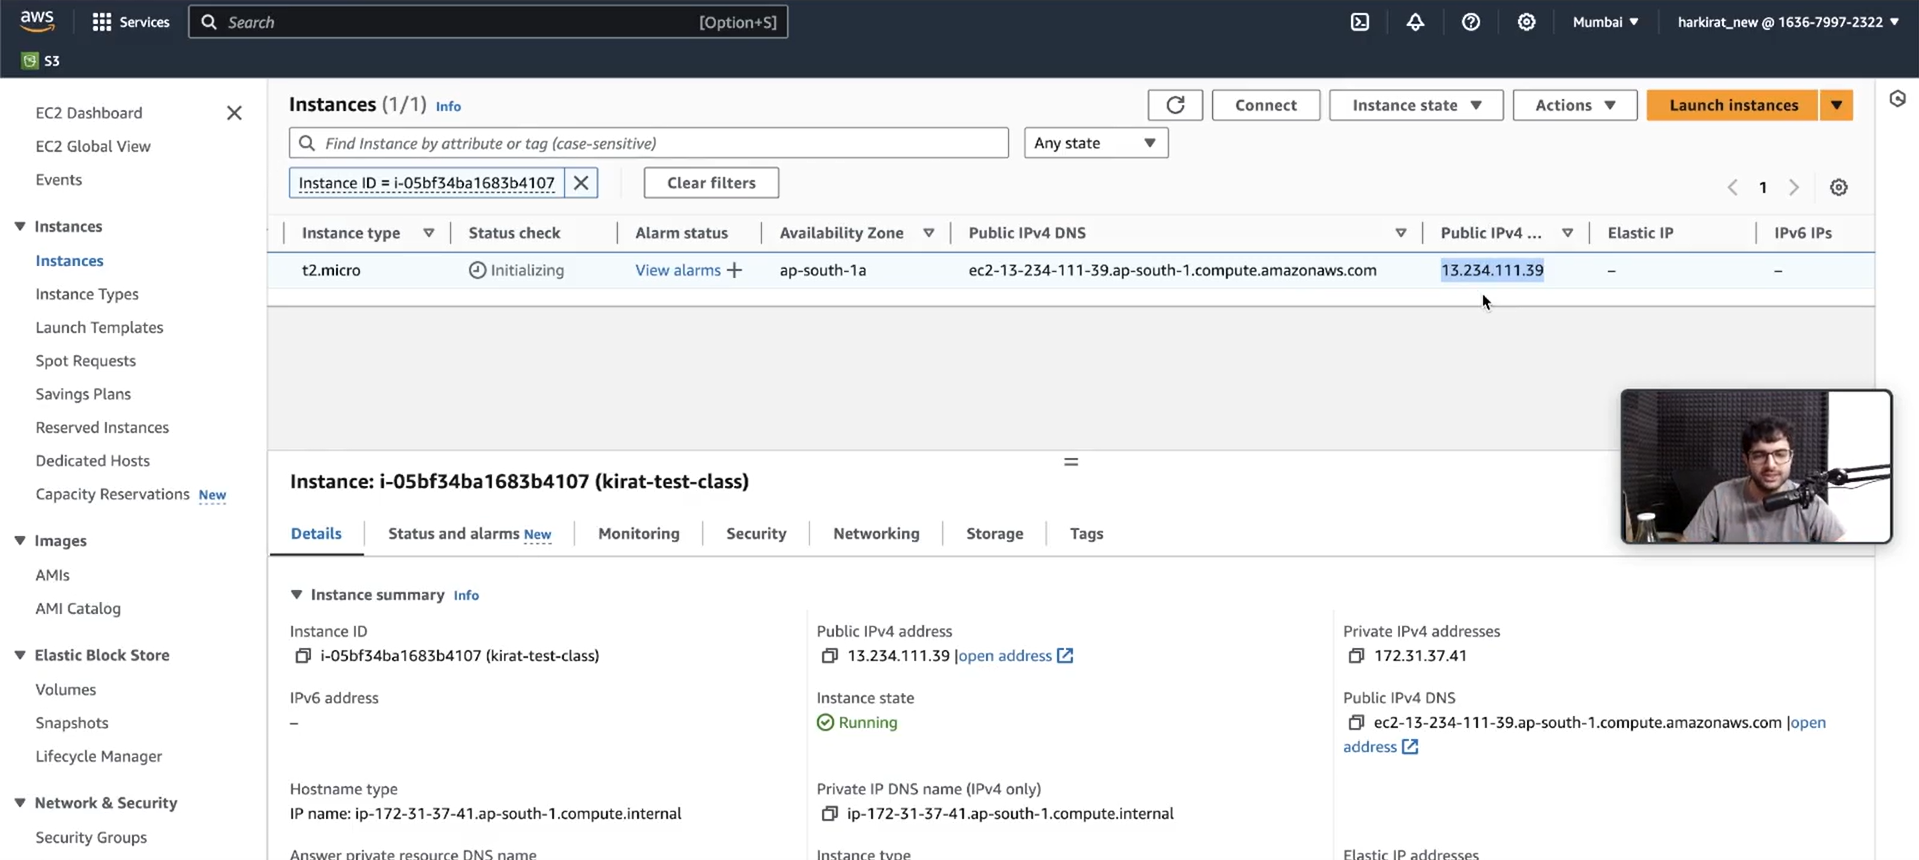 aws
Services
Search
[Option+S]
Mumbai
harkirat_new @ 1636-7997-2322
S3
EC2 Dashboard
EC2 Global View
Events
Instances
Instances
Instance Types
Launch Templates
Spot Requests
Savings Plans
Reserved Instances
Dedicated Hosts
Capacity Reservations New
Images
AMIs
AMI Catalog
Elastic Block Store
Volumes
Snapshots
Lifecycle Manager
Network & Security
Security Groups
Instances (1/1) Info
Connect
Instance state
Actions
Launch instances
Find Instance by attribute or tag (case-sensitive)
Any state
Instance ID = i-05bf34ba1683b4107
Clear filters
1
Instance type
Status check
Alarm status
Availability Zone
Public IPv4 DNS
Public IPv4 ...
Elastic IP
IPv6 IPs
t2.micro
Initializing
View alarms +
ap-south-1a
ec2-13-234-111-39.ap-south-1.compute.amazonaws.com
13.234.111.39
–
–
Instance: i-05bf34ba1683b4107 (kirat-test-class)
Details
Status and alarms New
Monitoring
Security
Networking
Storage
Tags
Instance summary Info
Instance ID
i-05bf34ba1683b4107 (kirat-test-class)
Public IPv4 address
13.234.111.39 |open address
Private IPv4 addresses
172.31.37.41
IPv6 address
–
Instance state
Running
Public IPv4 DNS
ec2-13-234-111-39.ap-south-1.compute.amazonaws.com |open
address
Hostname type
IP name: ip-172-31-37-41.ap-south-1.compute.internal
Private IP DNS name (IPv4 only)
ip-172-31-37-41.ap-south-1.compute.internal
Answer private resource DNS name
Instance type
Elastic IP addresses